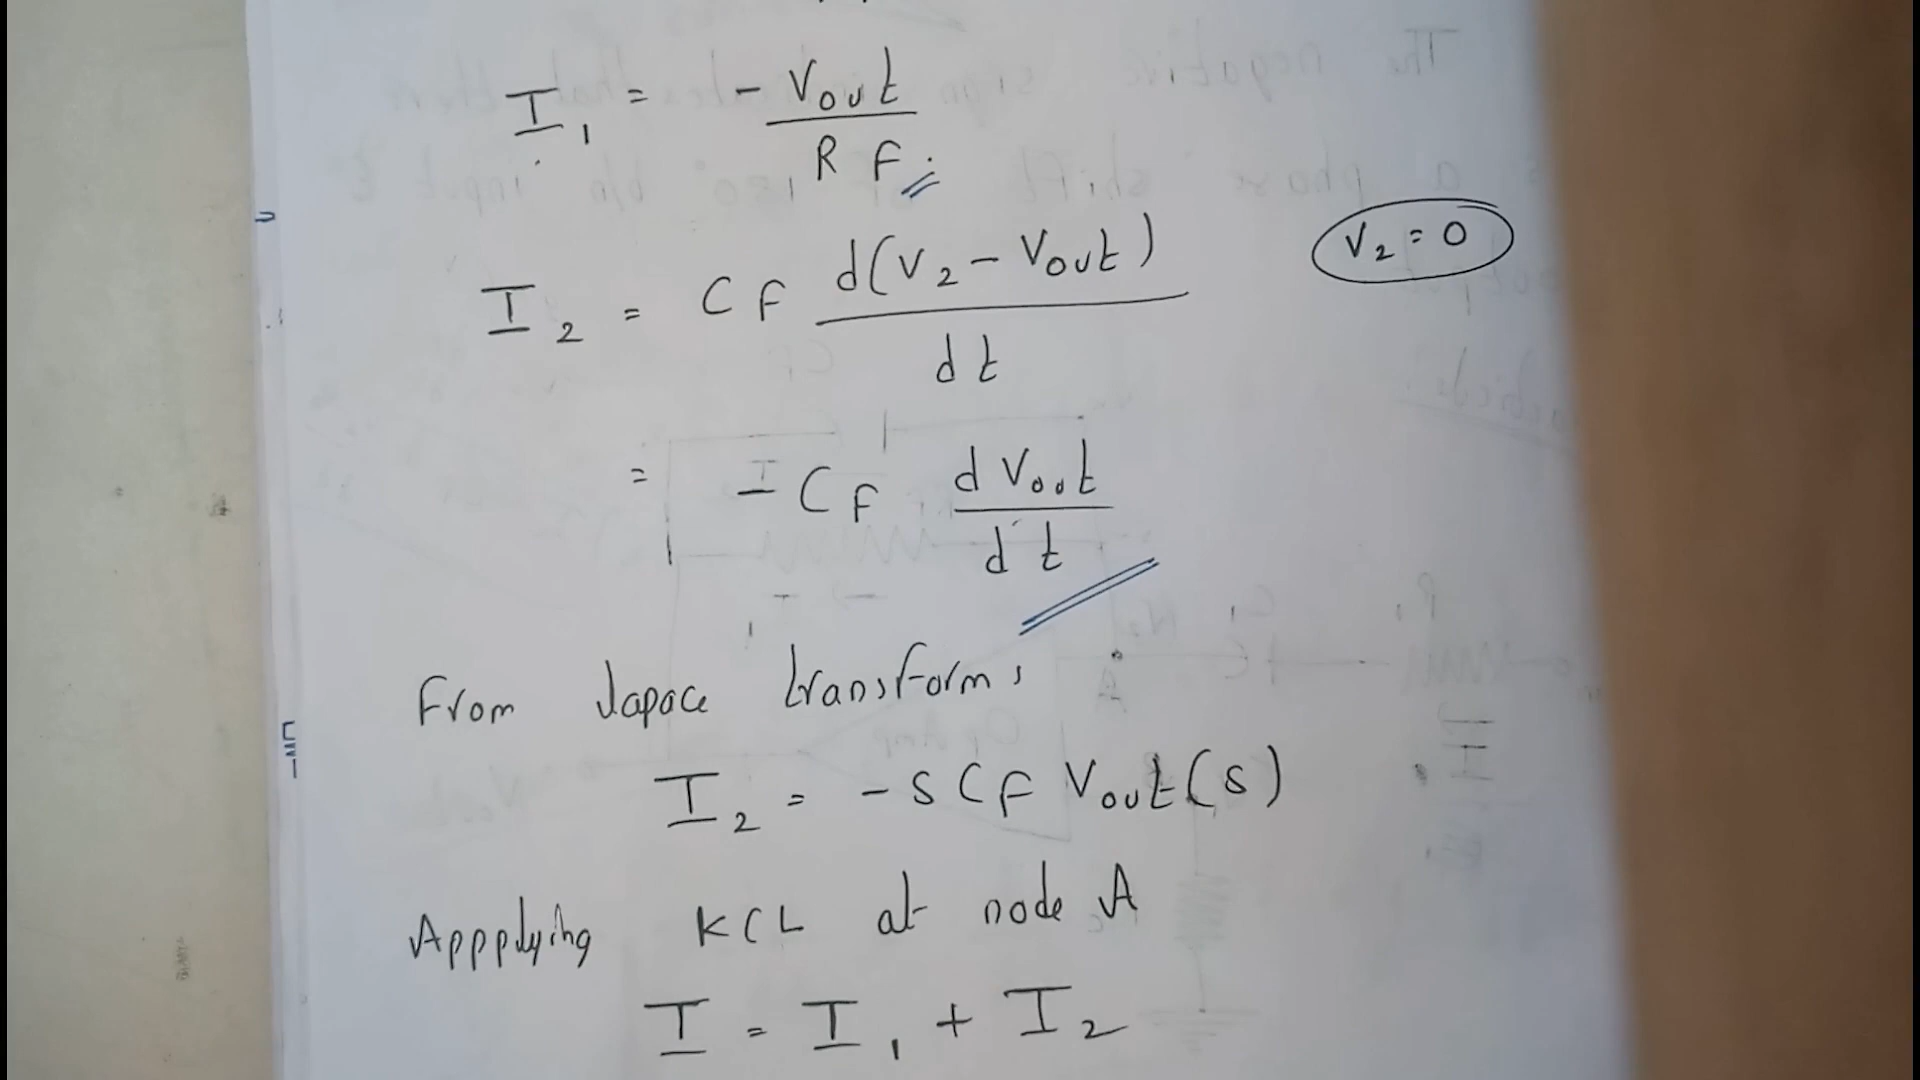 I₁ = - Vout / RF
I₂ = CF d(V₂ - Vout) / dt
V₂ = 0
= - CF dVout / dt
From lapace transforms
I₂ = -SCF Vout(s)
Appplying KCL at node A
I = I₁ + I₂